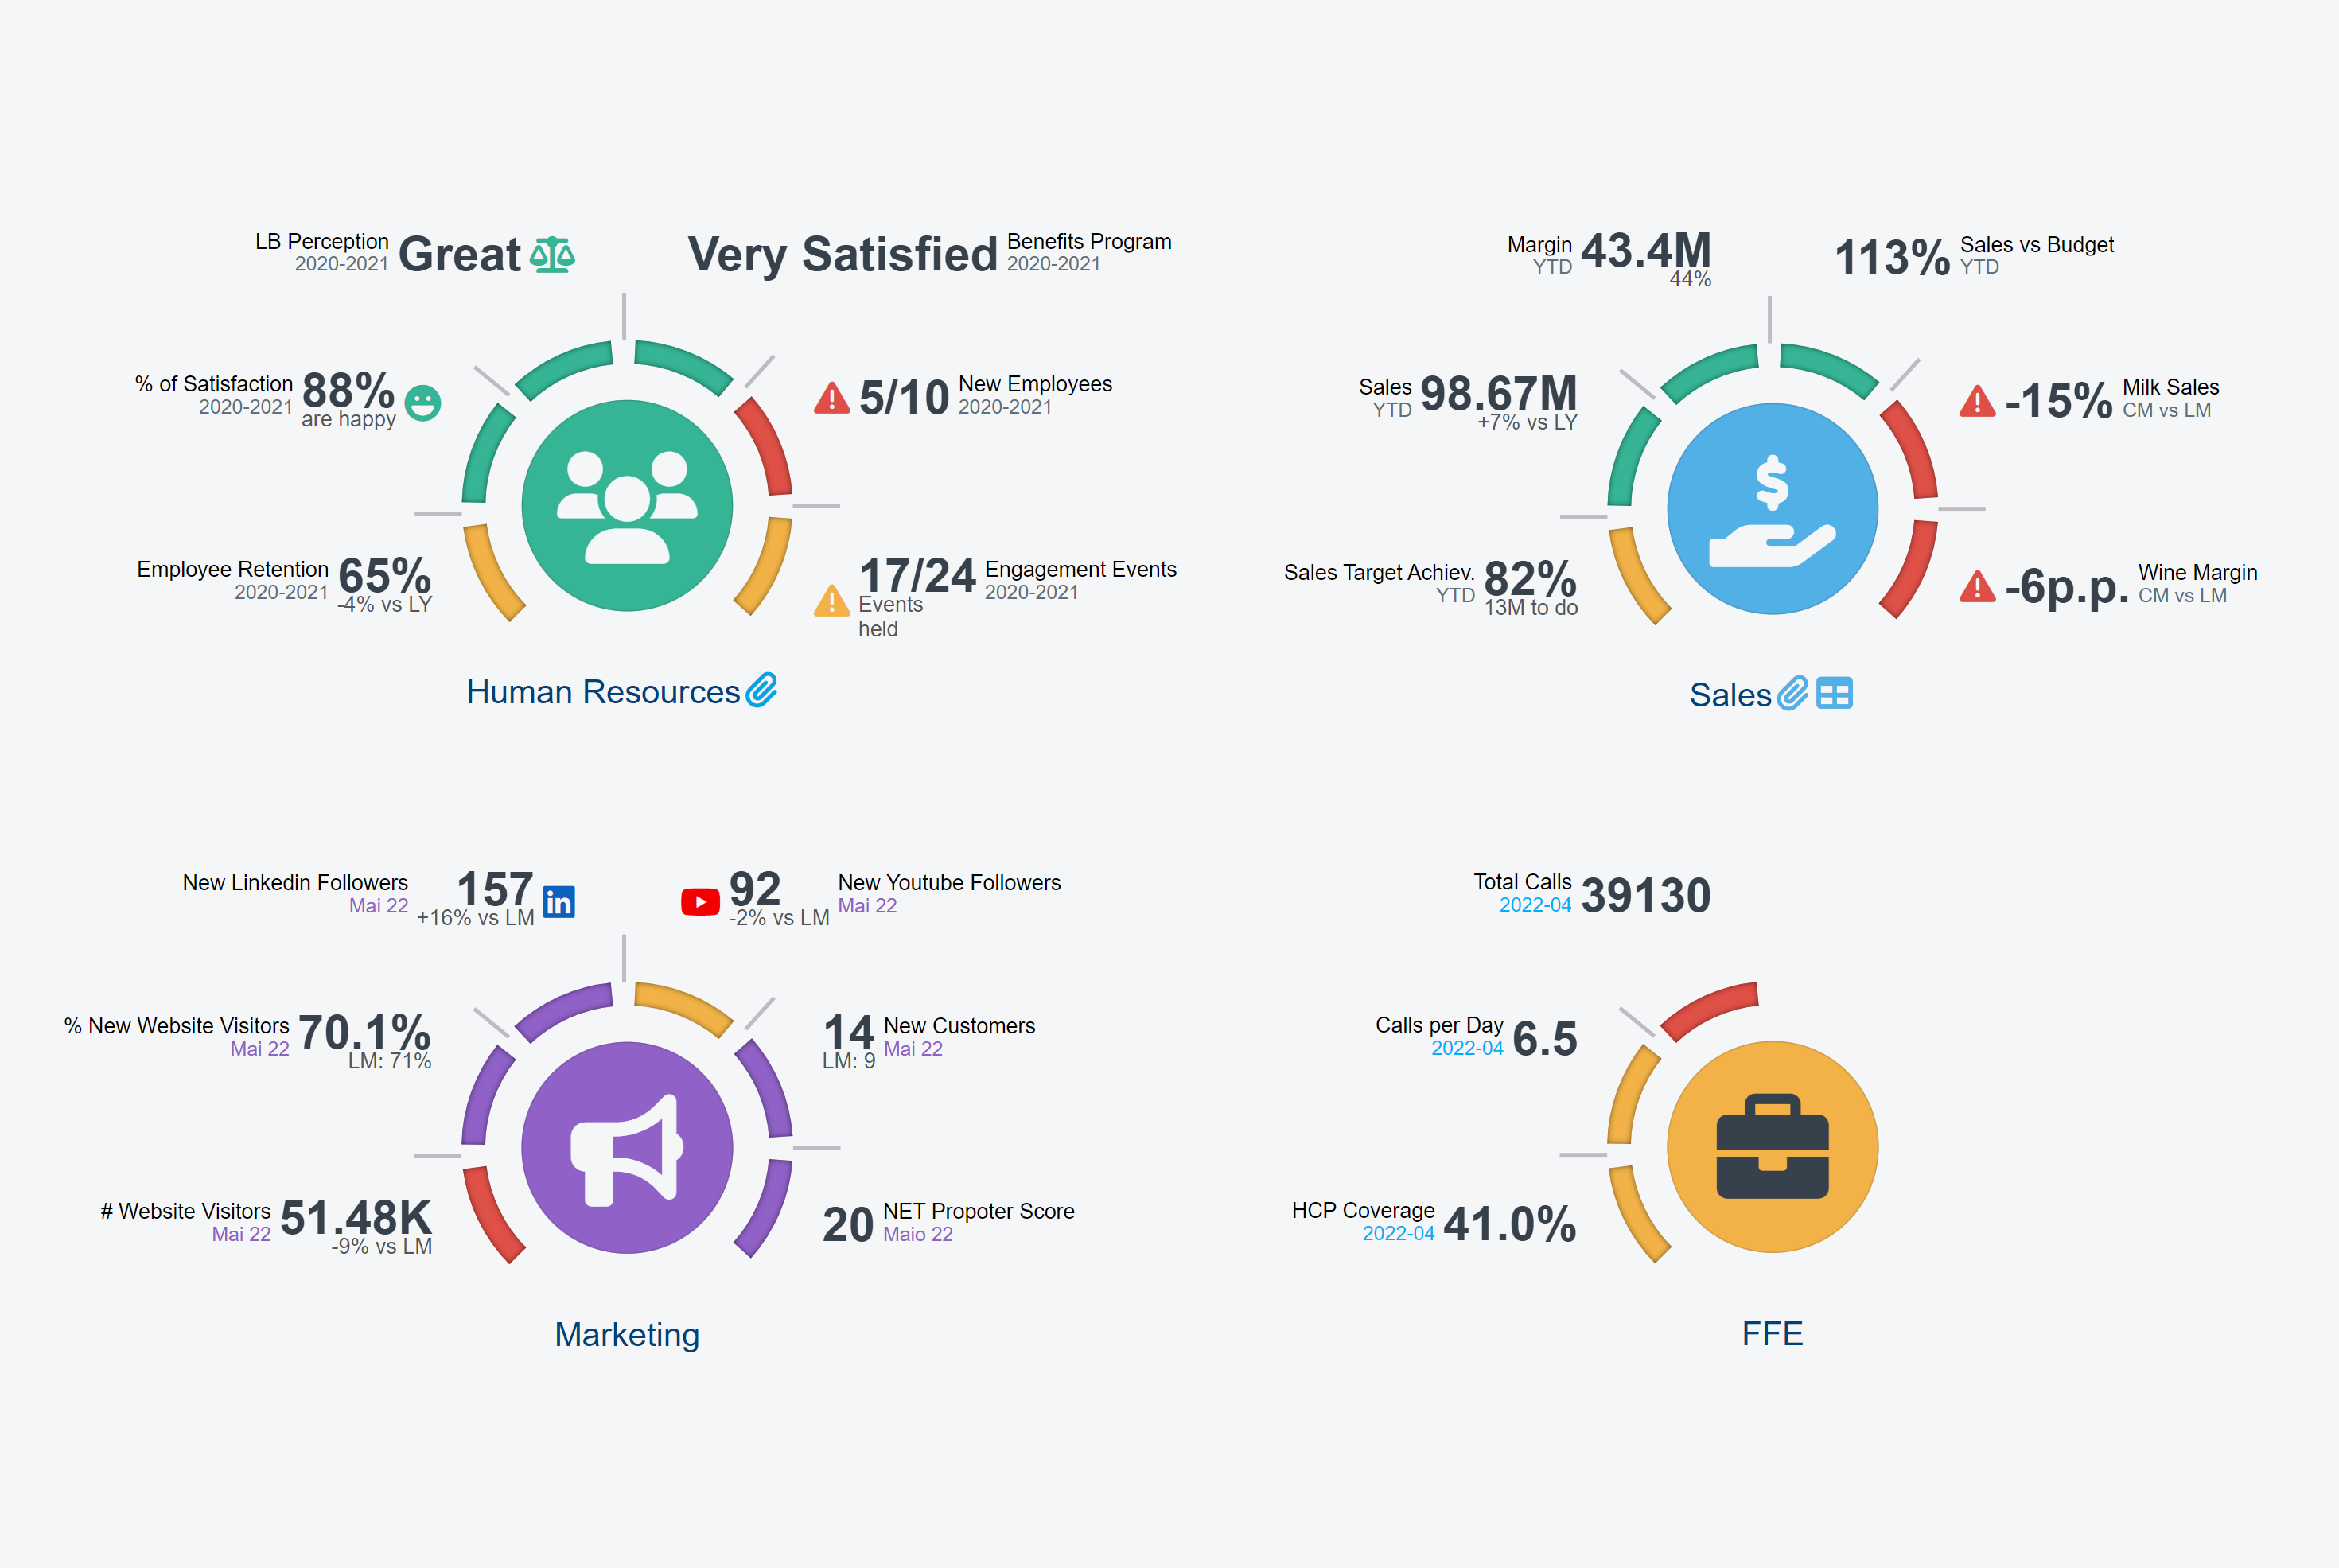 LB Perception
2020-2021
Great
Very Satisfied
Benefits Program
2020-2021
% of Satisfaction
2020-2021
88%
are happy
5/10
New Employees
2020-2021
Employee Retention
2020-2021
65%
-4% vs LY
17/24
Events
held
Engagement Events
2020-2021
Human Resources
Margin
YTD
43.4M
44%
113%
Sales vs Budget
YTD
Sales
YTD
98.67M
+7% vs LY
-15%
Milk Sales
CM vs LM
Sales Target Achiev.
YTD
82%
13M to do
-6p.p.
Wine Margin
CM vs LM
Sales
New Linkedin Followers
Mai 22
157
+16% vs LM
in
92
-2% vs LM
New Youtube Followers
Mai 22
% New Website Visitors
Mai 22
70.1%
LM: 71%
14
LM: 9
New Customers
Mai 22
# Website Visitors
Mai 22
51.48K
-9% vs LM
20
NET Propoter Score
Maio 22
Marketing
Total Calls
2022-04
39130
Calls per Day
2022-04
6.5
HCP Coverage
2022-04
41.0%
FFE